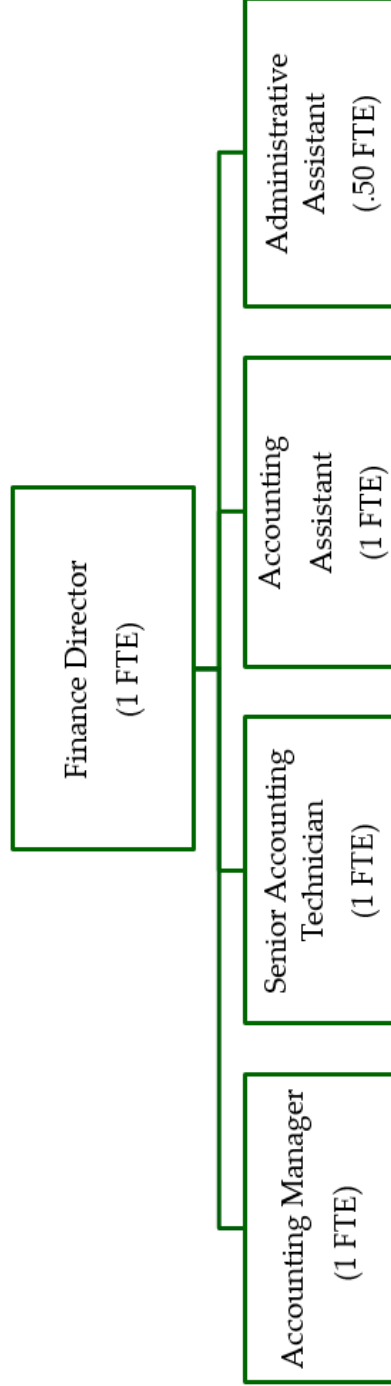 Finance Director
(1 FTE)
Accounting Manager
(1 FTE)
Senior Accounting
Technician
(1 FTE)
Accounting
Assistant
(1 FTE)
Administrative
Assistant
(.50 FTE)